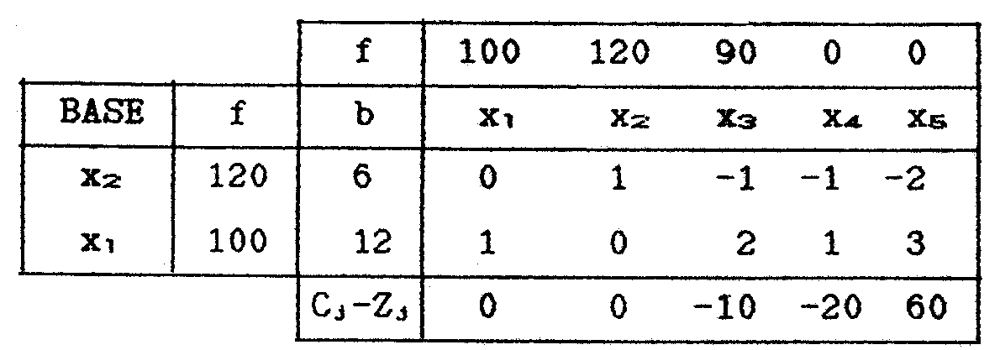 f 100 120 90 0 0
BASE f b x₁ x₂ x₃ x₄ x₅
x₂ 120 6 0 1 -1 -1 -2
x₁ 100 12 1 0 2 1 3
Cⱼ-Zⱼ 0 0 -10 -20 60